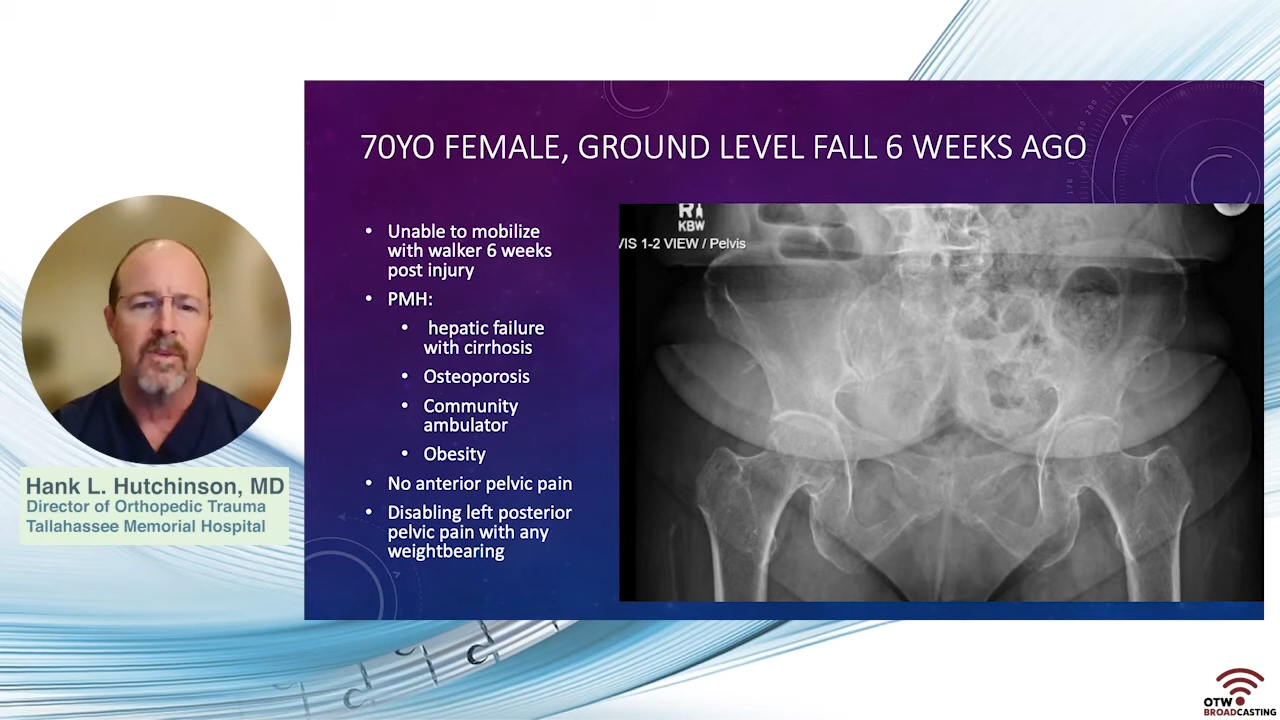 70YO FEMALE, GROUND LEVEL FALL 6 WEEKS AGO
• Unable to mobilize
with walker 6 weeks
post injury
• PMH:
• hepatic failure
with cirrhosis
• Osteoporosis
• Community
ambulator
• Obesity
• No anterior pelvic pain
• Disabling left posterior
pelvic pain with any
weightbearing
KBW
VIS 1-2 VIEW / Pelvis
Hank L. Hutchinson, MD
Director of Orthopedic Trauma
Tallahassee Memorial Hospital
OTW
BROADCASTING